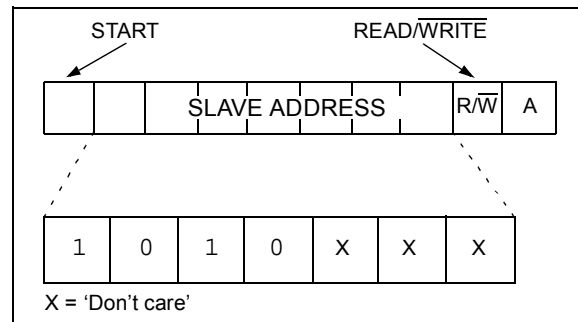 START READ/WRITE
SLAVE ADDRESS R/W A
1 0 1 0 X X X
X = ‘Don’t care’